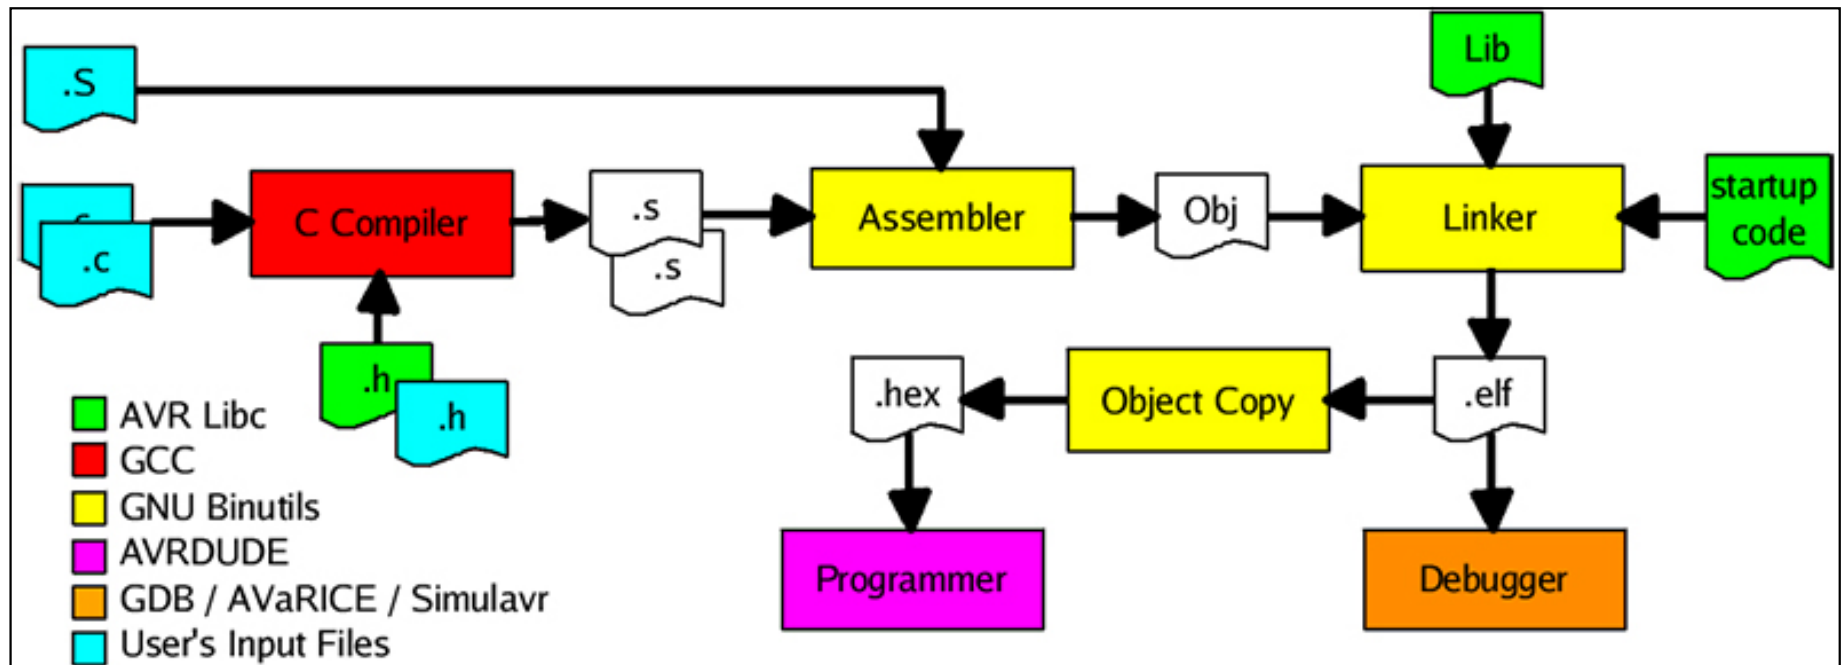 .S
Lib
.c
.c
C Compiler
.s
.s
Assembler
Obj
Linker
startup
code
.h
.h
.hex
Object Copy
.elf
Programmer
Debugger
AVR Libc
GCC
GNU Binutils
AVRDUDE
GDB / AVaRICE / Simulavr
User's Input Files